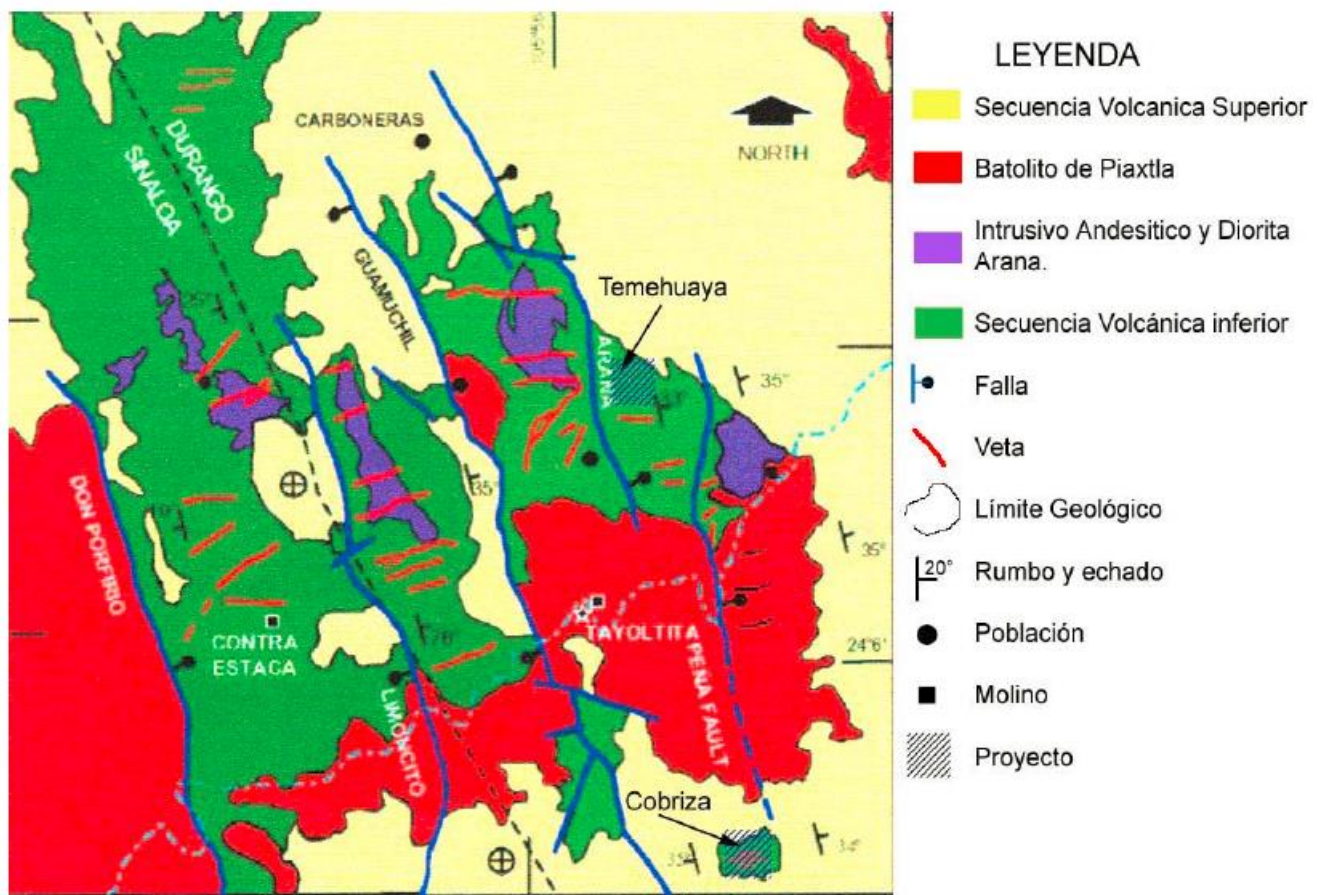 DURANGO
SINALOA
CARBONERAS
NORTH
GUAMUCHIL
Temehuaya
ARANA
35°
35°
35°
DON PORFIRIO
CONTRA
ESTACA
TAYOLTITA
PEÑA FAULT
24°6'
LIMONCITO
Cobriza
34°
LEYENDA
Secuencia Volcanica Superior
Batolito de Piaxtla
Intrusivo Andesitico y Diorita
Arana.
Secuencia Volcánica inferior
Falla
Veta
Límite Geológico
20° Rumbo y echado
Población
Molino
Proyecto